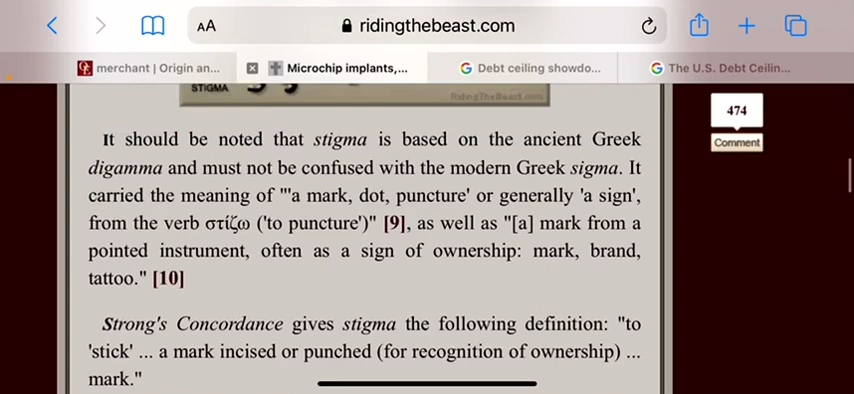 AA
ridingthebeast.com
merchant | Origin an...
Microchip implants,...
Debt ceiling showdo...
The U.S. Debt Ceilin...
STIGMA
RidingTheBeast.com
474
Comment
It should be noted that stigma is based on the ancient Greek
digamma and must not be confused with the modern Greek sigma. It
carried the meaning of "'a mark, dot, puncture' or generally 'a sign',
from the verb στίζω ('to puncture')" [9], as well as "[a] mark from a
pointed instrument, often as a sign of ownership: mark, brand,
tattoo." [10]
Strong's Concordance gives stigma the following definition: "to
'stick' ... a mark incised or punched (for recognition of ownership) ...
mark."